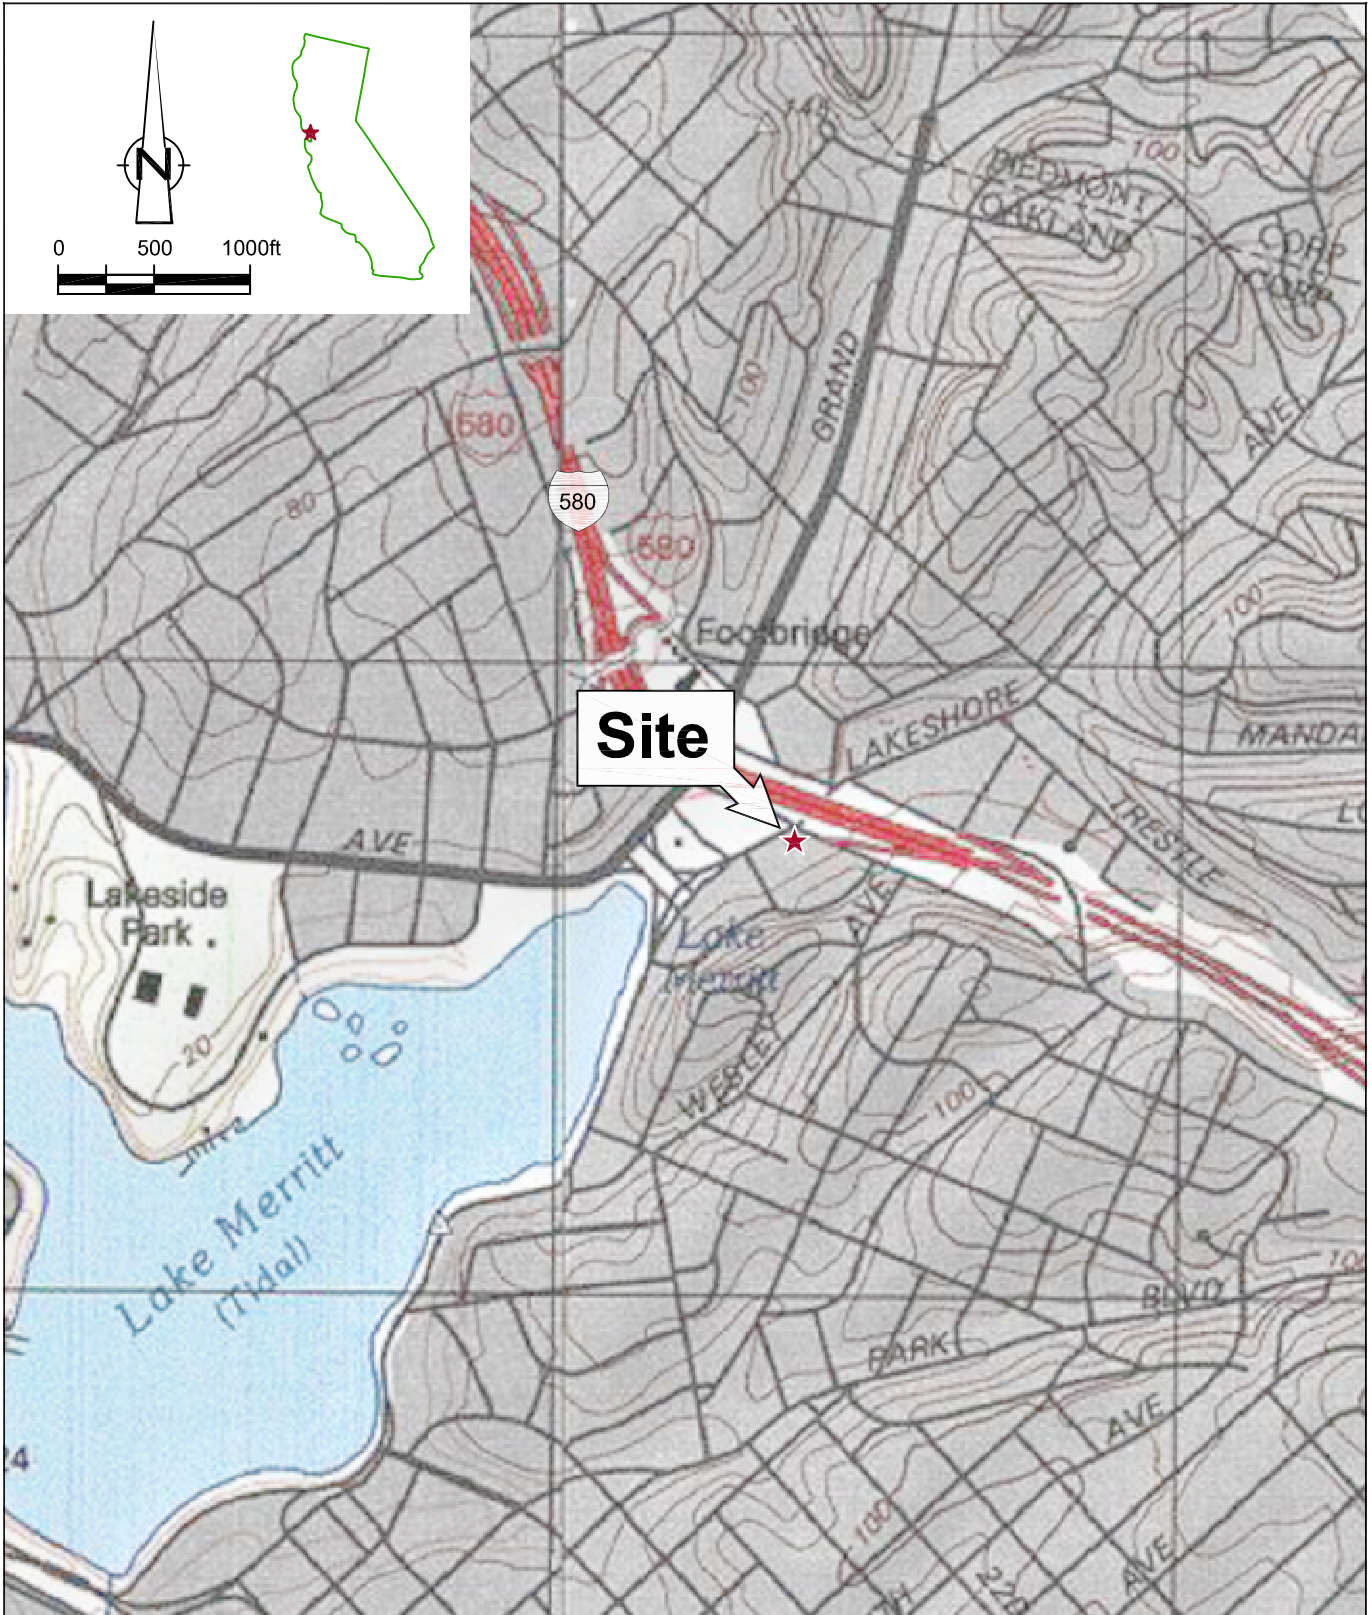 N
0 500 1000ft
145
100
PIEDMONT
OAKLAND
CORP
CORP
GRAND
100
580
AVE
80
580
580
100
Footbridge
LAKESHORE
Site
TRESTLE
AVE
Lakeside
Park
AVE
Lake
Merritt
20
WESLEY
100
Lake Merritt
(Tidal)
BLVD
PARK
AVE
24
100
AVE